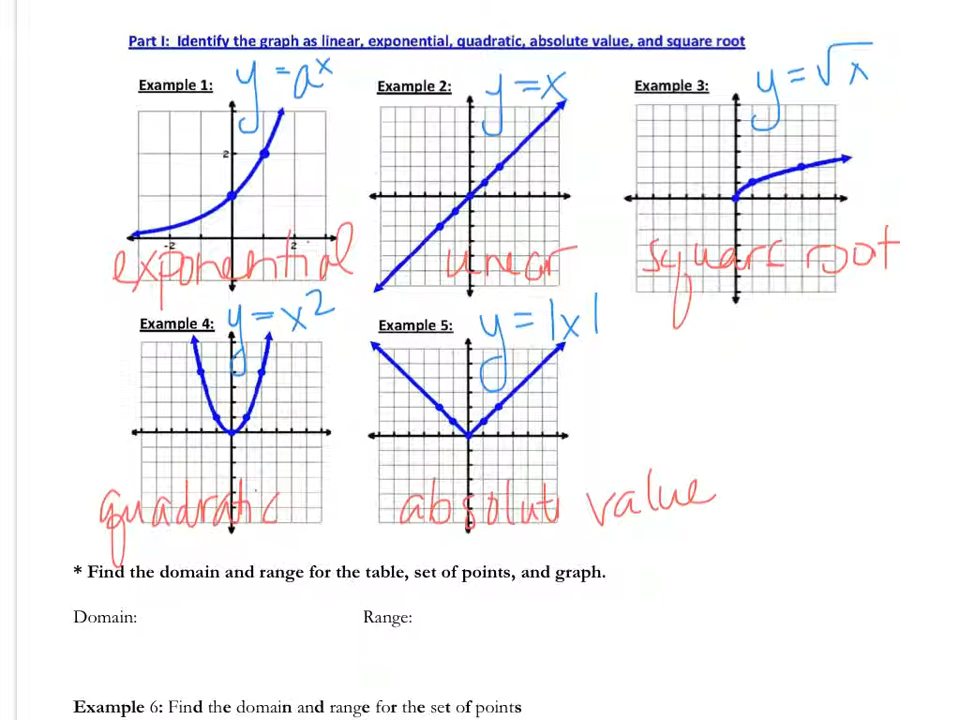 Part I: Identify the graph as linear, exponential, quadratic, absolute value, and square root
Example 1: y = aˣ
Example 2: y = x
Example 3: y = √x
2
-2 2
exponential
linear
square root
Example 4: y = x²
Example 5: y = |x|
quadratic
absolute value
* Find the domain and range for the table, set of points, and graph.
Domain: Range:
Example 6: Find the domain and range for the set of points